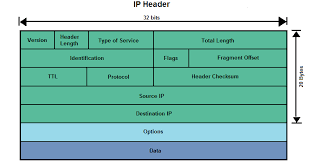 IP Header
32 bits
Version Header Length Type of Service Total Length
Identification Flags Fragment Offset
TTL Protocol Header Checksum
Source IP
Destination IP
Options
Data
20 Bytes